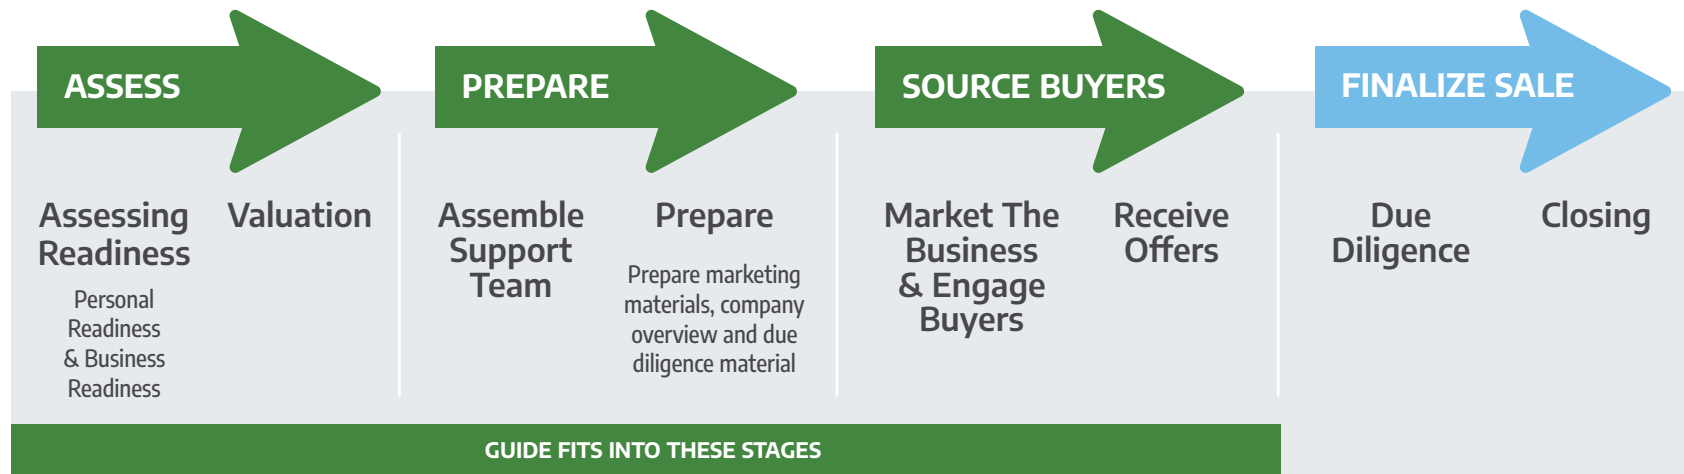 ASSESS
PREPARE
SOURCE BUYERS
FINALIZE SALE
Assessing
Readiness
Personal
Readiness
& Business
Readiness
Valuation
Assemble
Support
Team
Prepare
Prepare marketing
materials, company
overview and due
diligence material
Market The
Business
& Engage
Buyers
Receive
Offers
Due
Diligence
Closing
GUIDE FITS INTO THESE STAGES